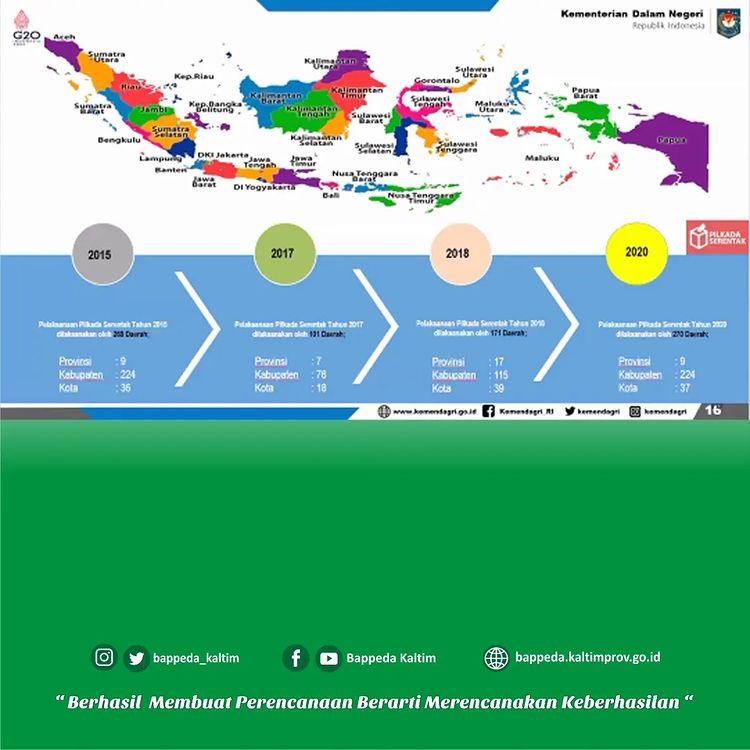 Kementerian Dalam Negeri
Republik Indonesia
G20
Aceh
Sumatra
Utara
Riau
Kep.Riau
Sumatra
Barat
Jambi
Kep.Bangka
Belitung
Sumatra
Selatan
Bengkulu
Lampung
Banten
DKI Jakarta
Jawa
Barat
Jawa
Tengah
DI Yogyakarta
Jawa
Timur
Bali
Nusa Tenggara
Barat
Nusa Tenggara
Timur
Kalimantan
Utara
Kalimantan
Barat
Kalimantan
Timur
Kalimantan
Tengah
Kalimantan
Selatan
Gorontalo
Sulawesi
Utara
Sulawesi
Tengah
Sulawesi
Barat
Sulawesi
Selatan
Sulawesi
Tenggara
Maluku
Utara
Maluku
Papua
Barat
Papua
PILKADA
SERENTAK
2015
Pelaksanaan Pilkada Serentak Tahun 2015
dilaksanakan oleh 268 Daerah;
Provinsi : 9
Kabupaten : 224
Kota : 36
2017
Pelaksanaan Pilkada Serentak Tahun 2017
dilaksanakan oleh 101 Daerah;
Provinsi : 7
Kabupaten : 76
Kota : 18
2018
Pelaksanaan Pilkada Serentak Tahun 2018
dilaksanakan oleh 171 Daerah;
Provinsi : 17
Kabupaten : 115
Kota : 39
2020
Pelaksanaan Pilkada Serentak Tahun 2020
dilaksanakan oleh 270 Daerah;
Provinsi : 9
Kabupaten : 224
Kota : 37
www.kemendagri.go.id Kemendagri_RI kemendagri kemendagri 16
bappeda_kaltim Bappeda Kaltim bappeda.kaltimprov.go.id
“ Berhasil Membuat Perencanaan Berarti Merencanakan Keberhasilan “